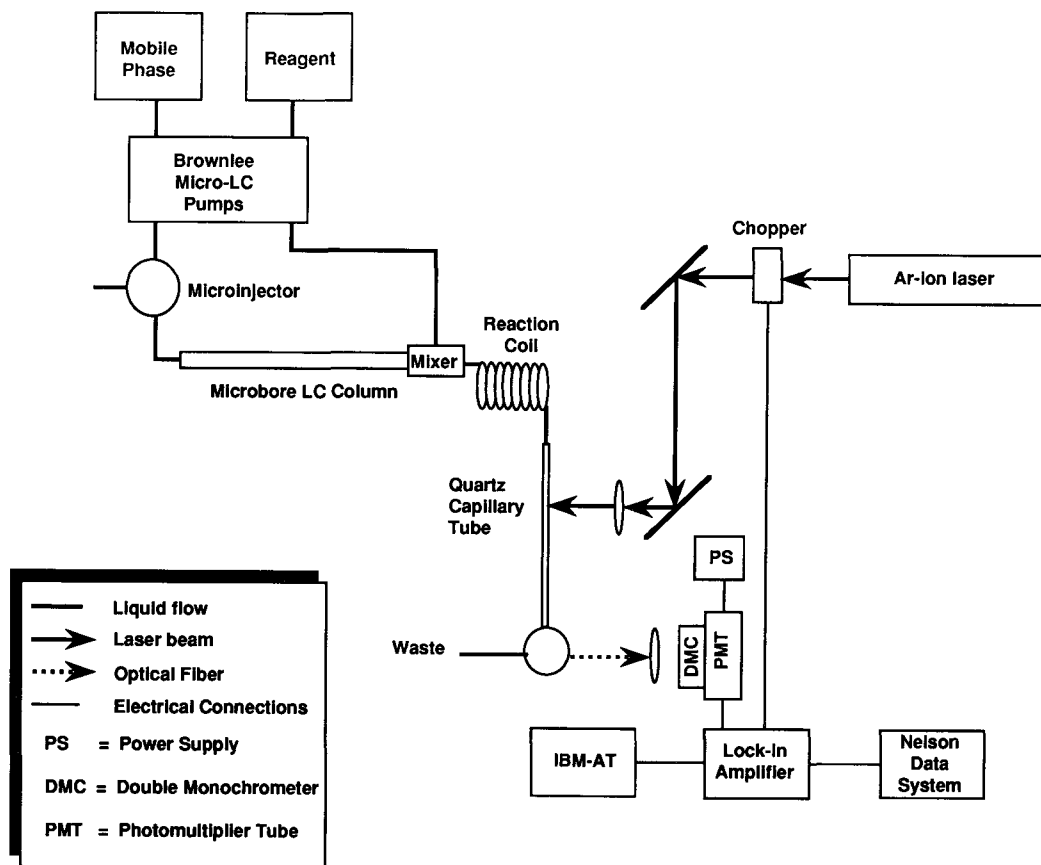 Mobile
Phase
Reagent
Brownlee
Micro-LC
Pumps
Chopper
Ar-ion laser
Microinjector
Reaction
Coil
Mixer
Microbore LC Column
Quartz
Capillary
Tube
PS
DMC
PMT
Waste
IBM-AT
Lock-in
Amplifier
Nelson
Data
System
Liquid flow
Laser beam
Optical Fiber
Electrical Connections
PS = Power Supply
DMC = Double Monochrometer
PMT = Photomultiplier Tube